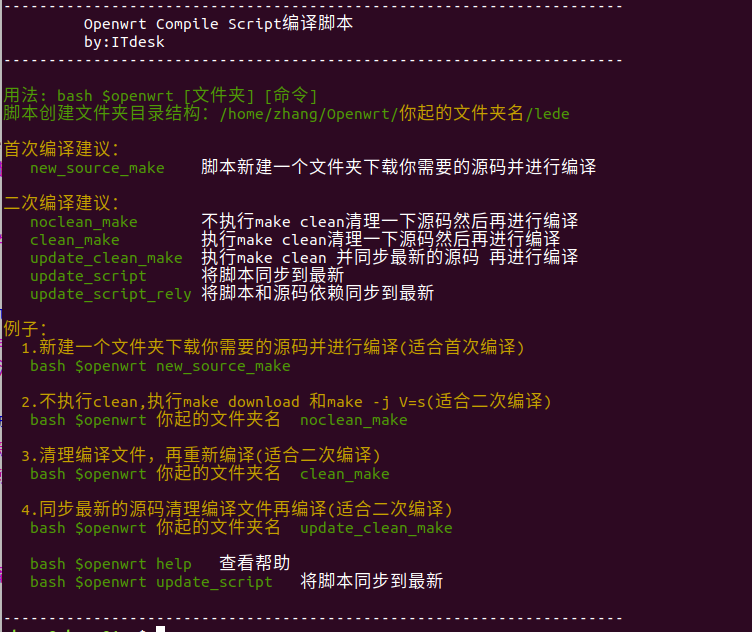 ---------------------------------------------------------------------
Openwrt Compile Script编译脚本
by:ITdesk
---------------------------------------------------------------------
用法: bash $openwrt [文件夹] [命令]
脚本创建文件夹目录结构: /home/zhang/Openwrt/你起的文件夹名/lede
首次编译建议:
new_source_make 脚本新建一个文件夹下载你需要的源码并进行编译
二次编译建议:
noclean_make 不执行make clean清理一下源码然后再进行编译
clean_make 执行make clean清理一下源码然后再进行编译
update_clean_make 执行make clean 并同步最新的源码 再进行编译
update_script 将脚本同步到最新
update_script_rely 将脚本和源码依赖同步到最新
例子:
1.新建一个文件夹下载你需要的源码并进行编译(适合首次编译)
bash $openwrt new_source_make
2.不执行clean,执行make download 和make -j V=s(适合二次编译)
bash $openwrt 你起的文件夹名 noclean_make
3.清理编译文件，再重新编译(适合二次编译)
bash $openwrt 你起的文件夹名 clean_make
4.同步最新的源码清理编译文件再编译(适合二次编译)
bash $openwrt 你起的文件夹名 update_clean_make
bash $openwrt help 查看帮助
bash $openwrt update_script 将脚本同步到最新
---------------------------------------------------------------------